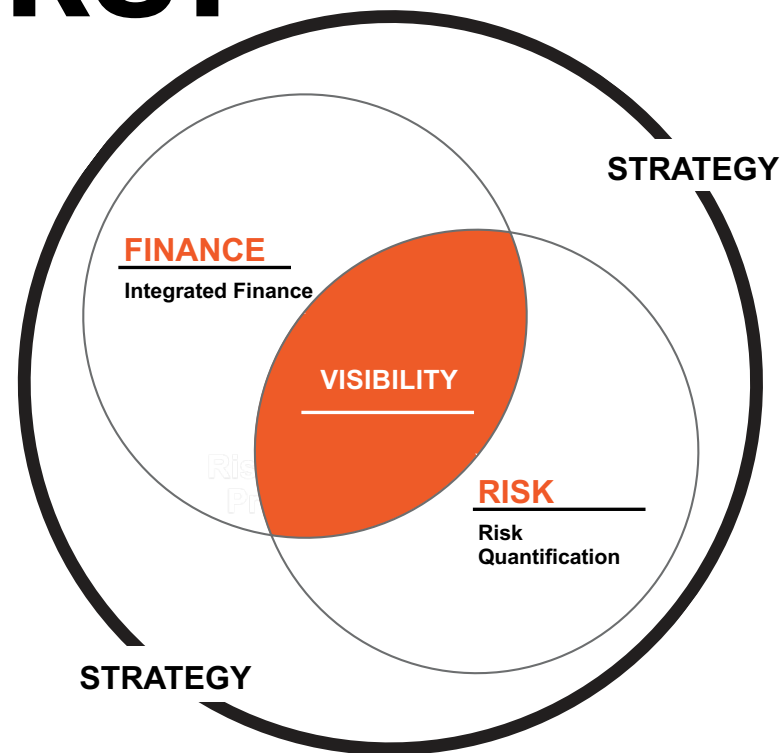 STRATEGY
FINANCE
Integrated Finance
VISIBILITY
RISK
Risk
Quantification
STRATEGY